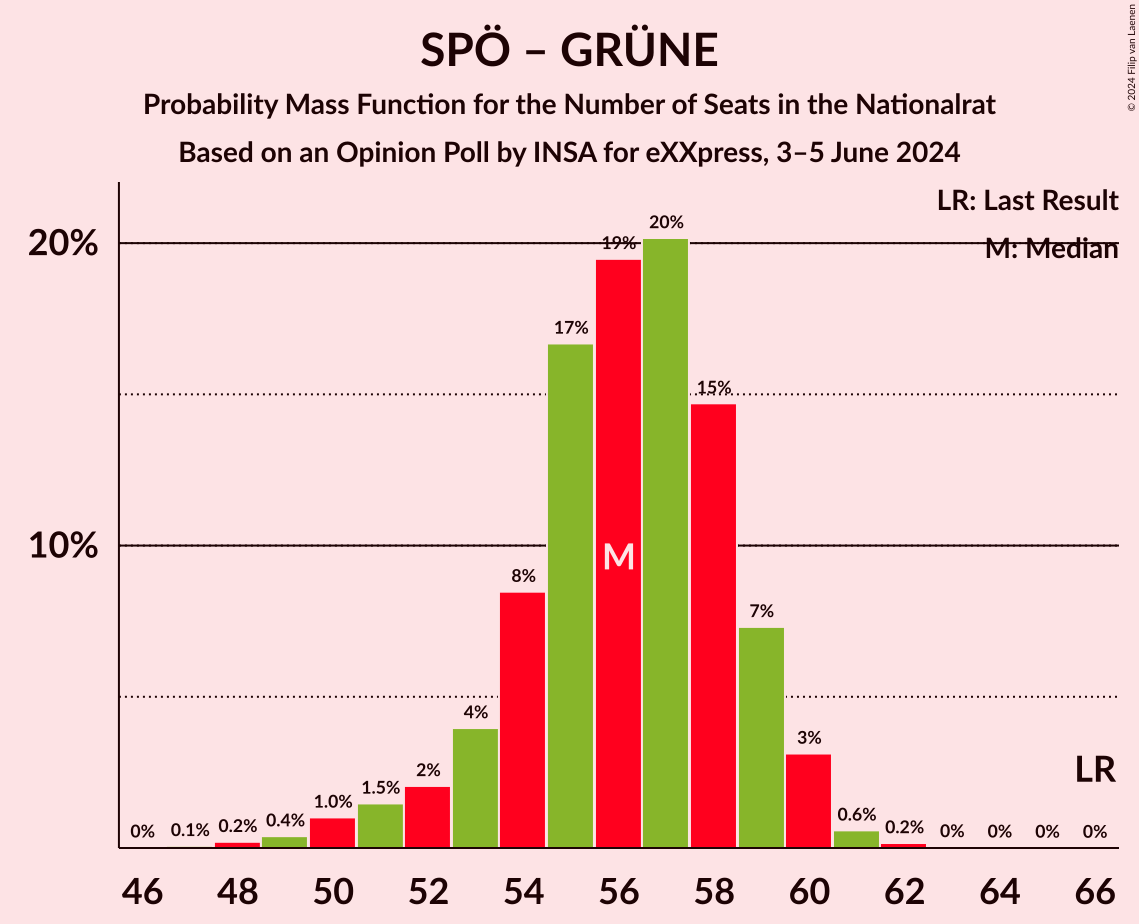 SPÖ – GRÜNE
Probability Mass Function for the Number of Seats in the Nationalrat
Based on an Opinion Poll by INSA for eXXpress, 3–5 June 2024
© 2024 Filip van Laenen
LR: Last Result
M: Median
20%
10%
0% 0.1% 0.2% 0.4% 1.0% 1.5% 2% 4% 8% 17% 19% 20% 15% 7% 3% 0.6% 0.2% 0% 0% 0% 0%
M
LR
46 48 50 52 54 56 58 60 62 64 66